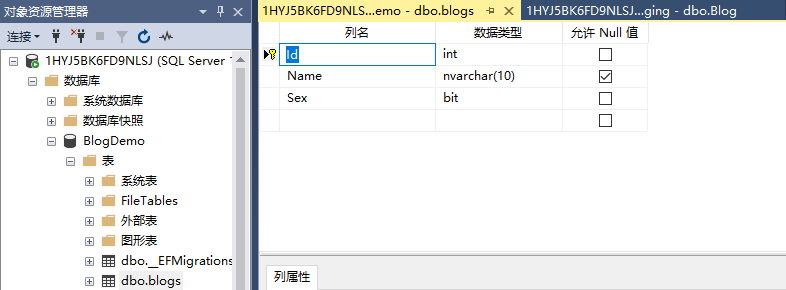 对象资源管理器
连接
1HYJ5BK6FD9NLSJ (SQL Server
数据库
系统数据库
数据库快照
BlogDemo
表
系统表
FileTables
外部表
图形表
dbo.__EFMigrations
dbo.blogs
1HYJ5BK6FD9NLS...emo - dbo.blogs
1HYJ5BK6FD9NLSJ....ging - dbo.Blog
列名 数据类型 允许 Null 值
Id int
Name nvarchar(10)
Sex bit
列属性